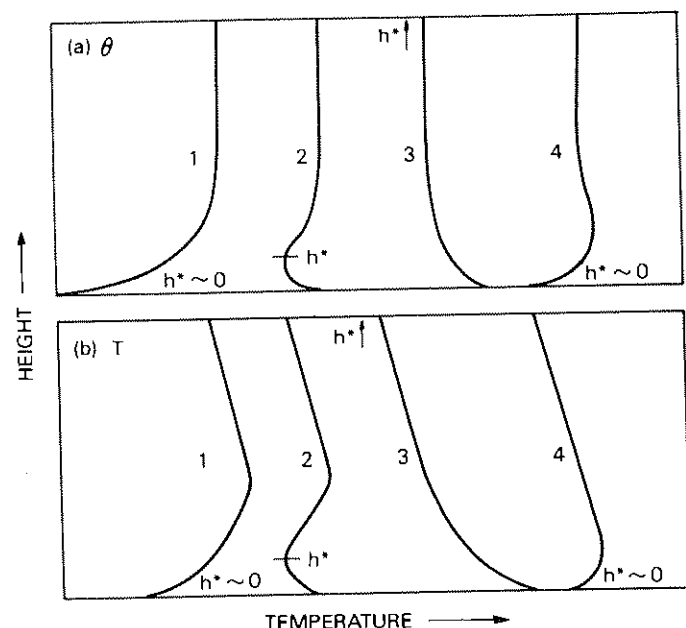 (a) θ
h*↑
1
2
3
4
h*
h* ~ 0
h* ~ 0
(b) T
h*↑
1
2
3
4
h*
h* ~ 0
h* ~ 0
HEIGHT →
TEMPERATURE →